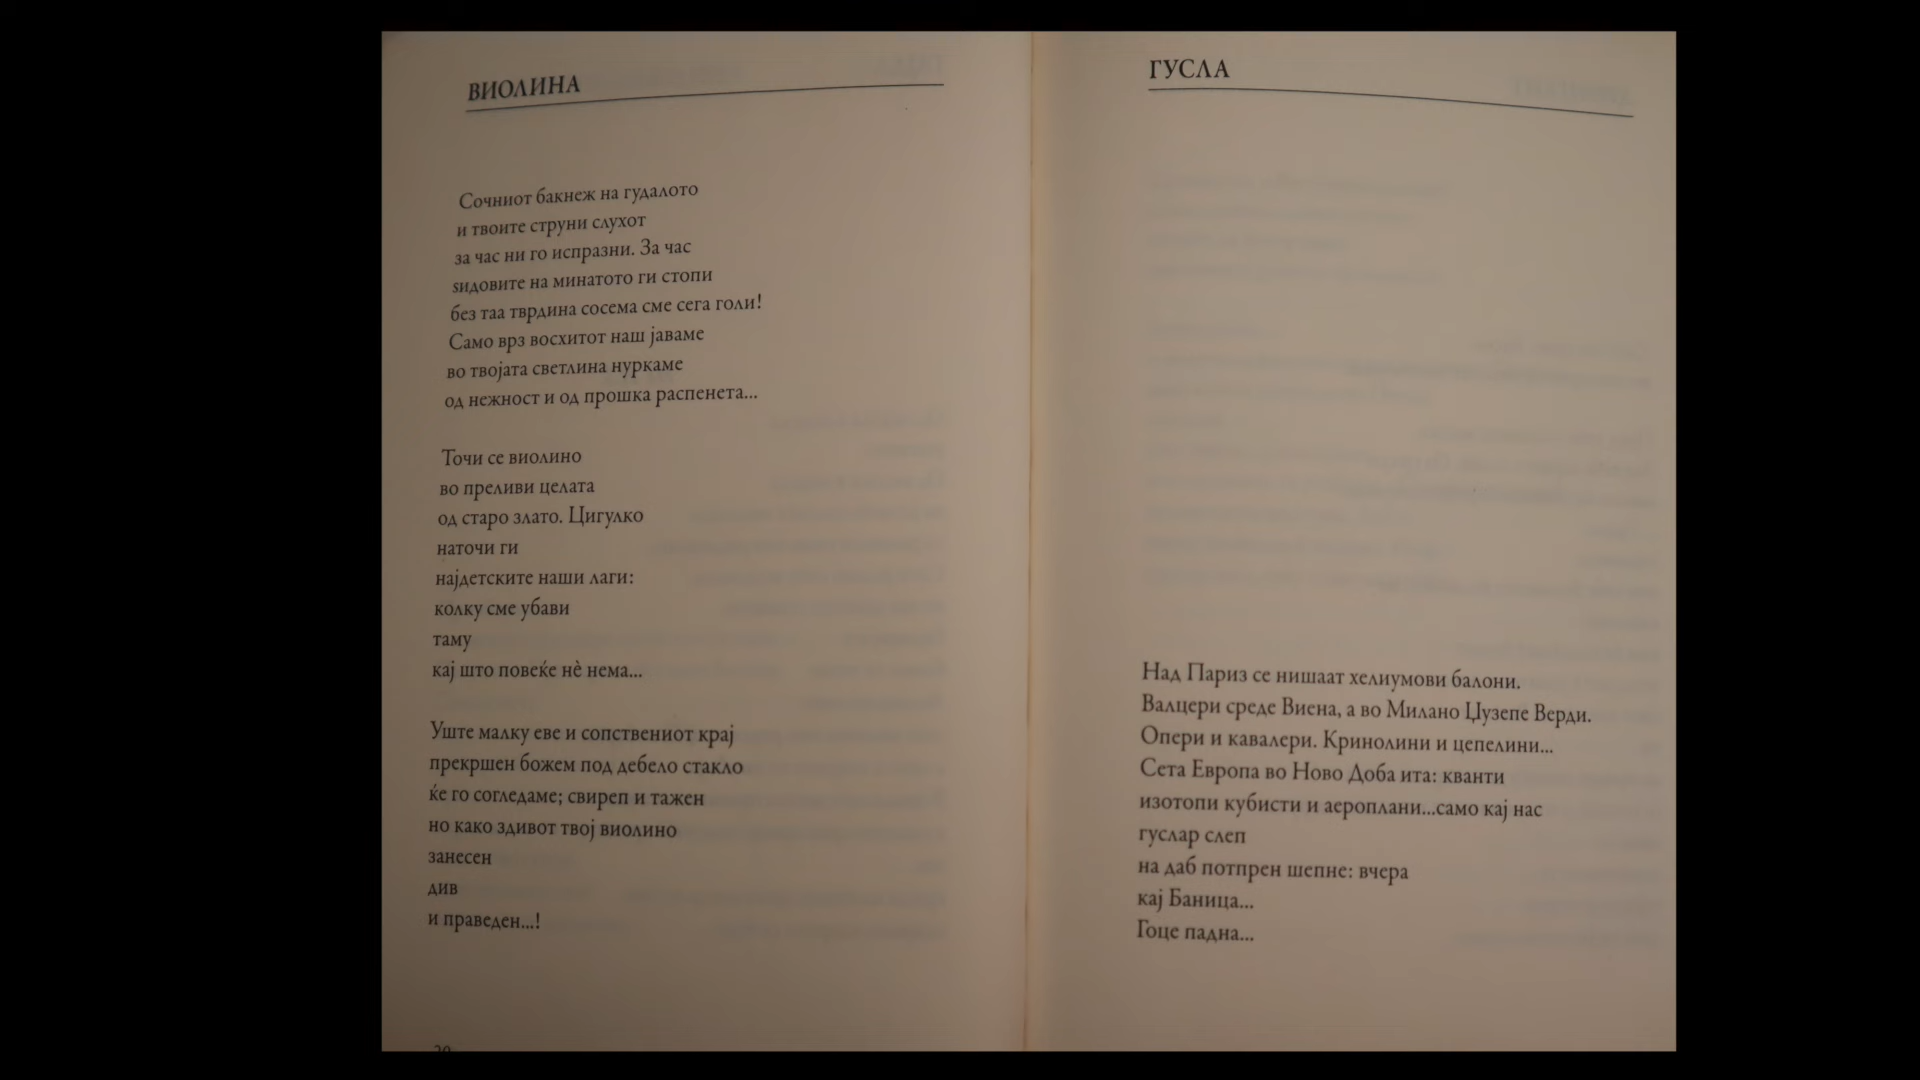 ВИОЛИНА
Сочниот бакнеж на гудалото
и твоите струни слухот
за час ни го испразни. За час
ѕидовите на минатото ги стопи
без таа тврдина сосема сме сега голи!
Само врз восхитот наш јаваме
во твојата светлина нуркаме
од нежност и од прошка распенета...
Точи се виолино
во преливи целата
од старо злато. Цигулко
наточи ги
најдетските наши лаги:
колку сме убави
таму
кај што повеќе нѐ нема...
Уште малку еве и сопствениот крај
прекршен божем под дебело стакло
ќе го согледаме; свиреп и тажен
но како здивот твој виолино
занесен
див
и праведен...!
ГУСЛА
Над Париз се нишаат хелиумови балони.
Валцери среде Виена, а во Милано Џузепе Верди.
Опери и кавалери. Кринолини и цепелини...
Сета Европа во Ново Доба ита: кванти
изотопи кубисти и аероплани...само кај нас
гуслар слеп
на даб потпрен шепне: вчера
кај Баница...
Гоце падна...